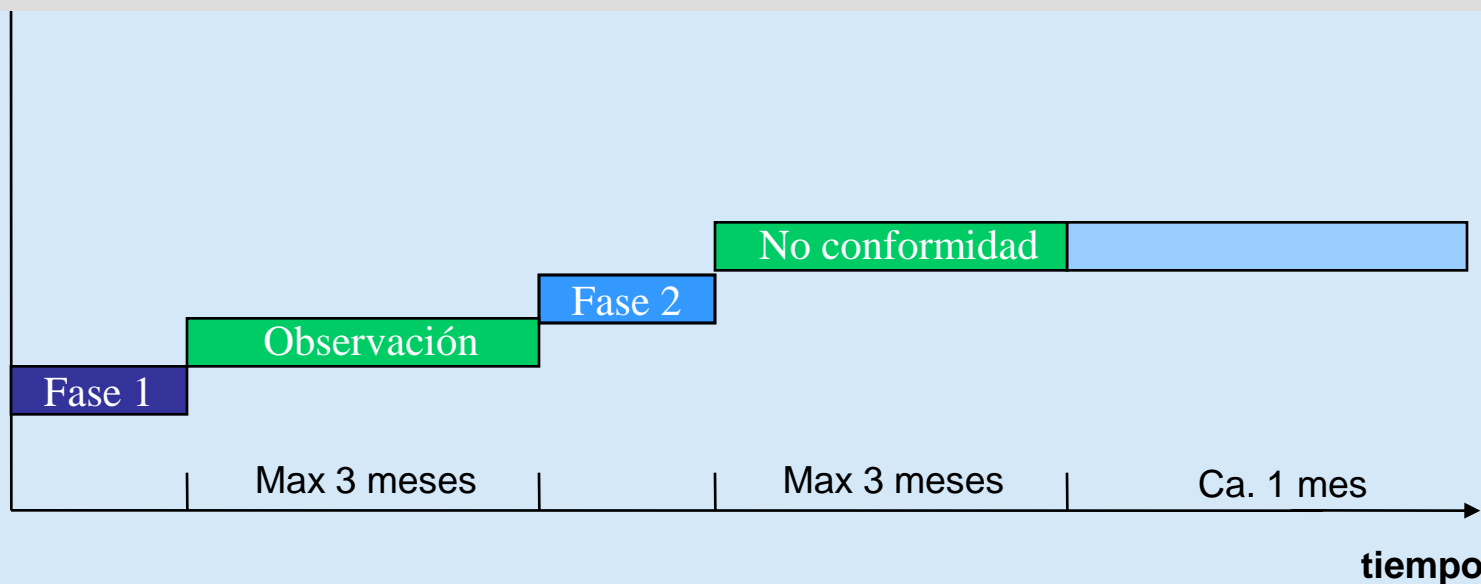 No conformidad
Fase 2
Observación
Fase 1
Max 3 meses
Max 3 meses
Ca. 1 mes
tiempo